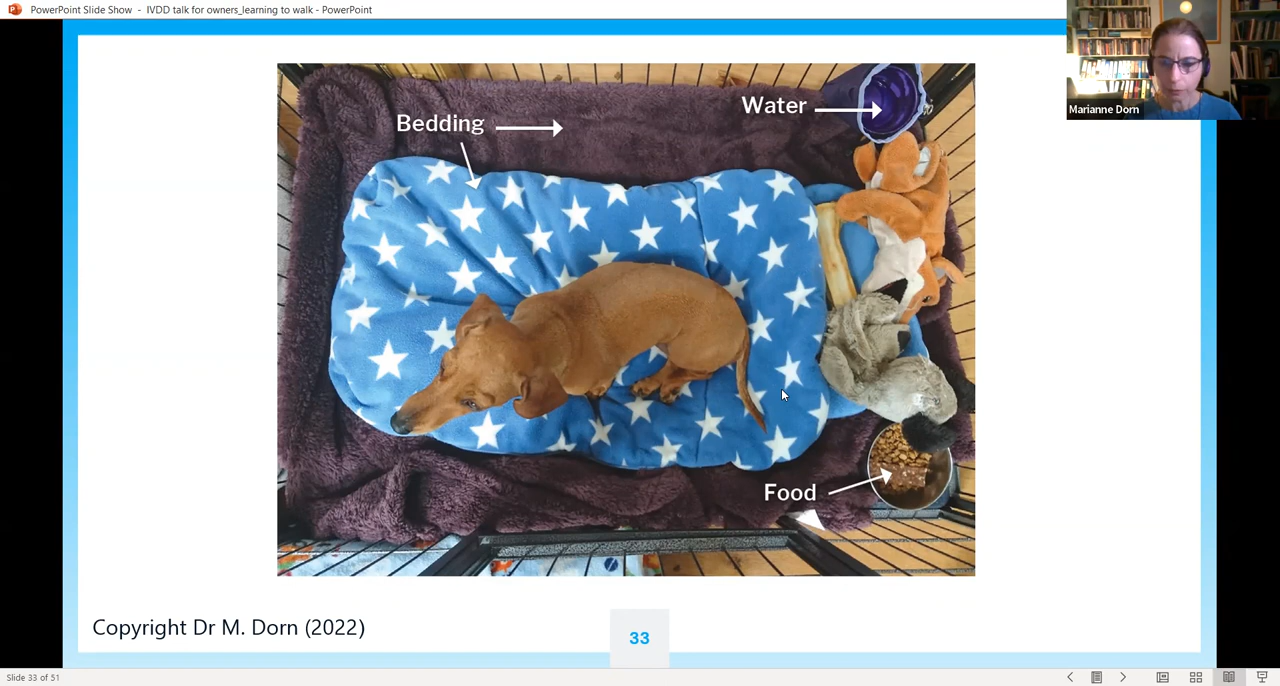 PowerPoint Slide Show - IVDD talk for owners_learning to walk - PowerPoint
Marianne Dorn
Water
Bedding
Food
Copyright Dr M. Dorn (2022)
33
Slide 33 of 51